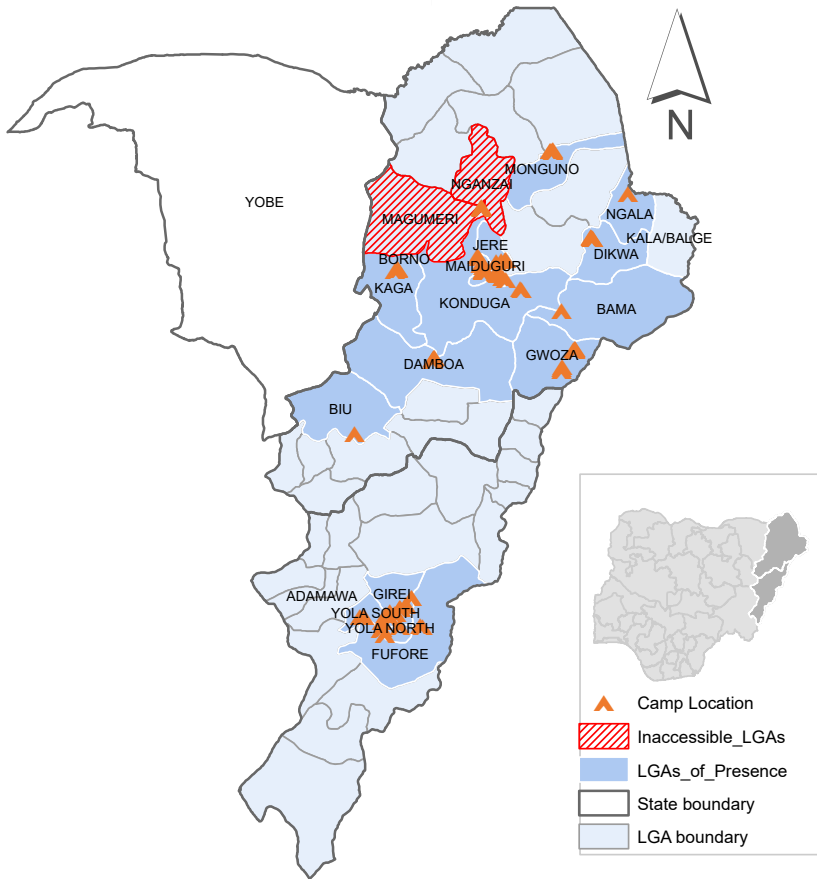 N
MONGUNO
NGANZAI
YOBE
NGALA
MAGUMERI
KALA/BALGE
JERE
DIKWA
BORNO
MAIDUGURI
KAGA
KONDUGA
BAMA
GWOZA
DAMBOA
BIU
GIREI
ADAMAWA
YOLA SOUTH
YOLA NORTH
FUFORE
Camp Location
Inaccessible_LGAs
LGAs_of_Presence
State boundary
LGA boundary